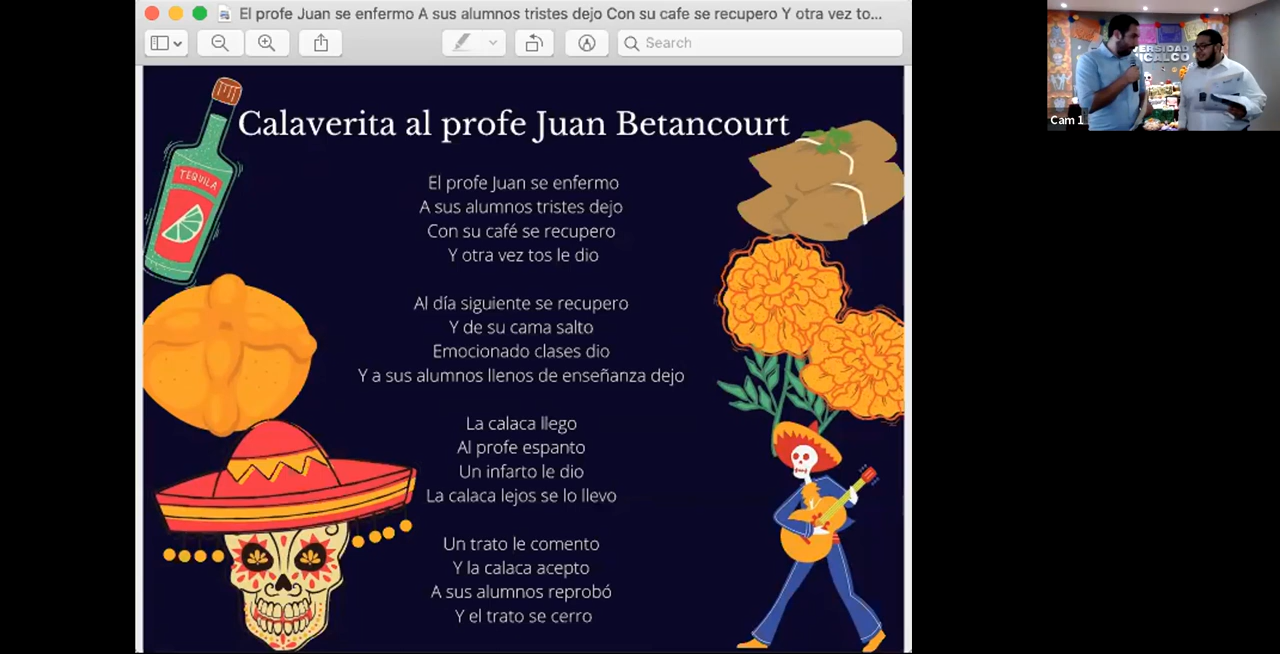 El profe Juan se enfermo A sus alumnos tristes dejo Con su cafe se recupero Y otra vez to...
Search
Calaverita al profe Juan Betancourt
TEQUILA
El profe Juan se enfermo
A sus alumnos tristes dejo
Con su café se recupero
Y otra vez tos le dio
Al día siguiente se recupero
Y de su cama salto
Emocionado clases dio
Y a sus alumnos llenos de enseñanza dejo
La calaca llego
Al profe espanto
Un infarto le dio
La calaca lejos se lo llevo
Un trato le comento
Y la calaca acepto
A sus alumnos reprobó
Y el trato se cerro
Cam 1